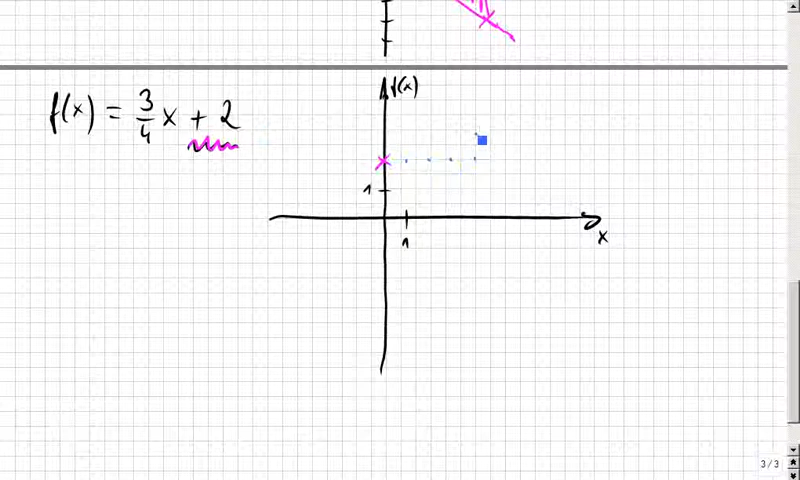 f(x)
f(x) = 3/4 x + 2
1
1
x
3 / 3